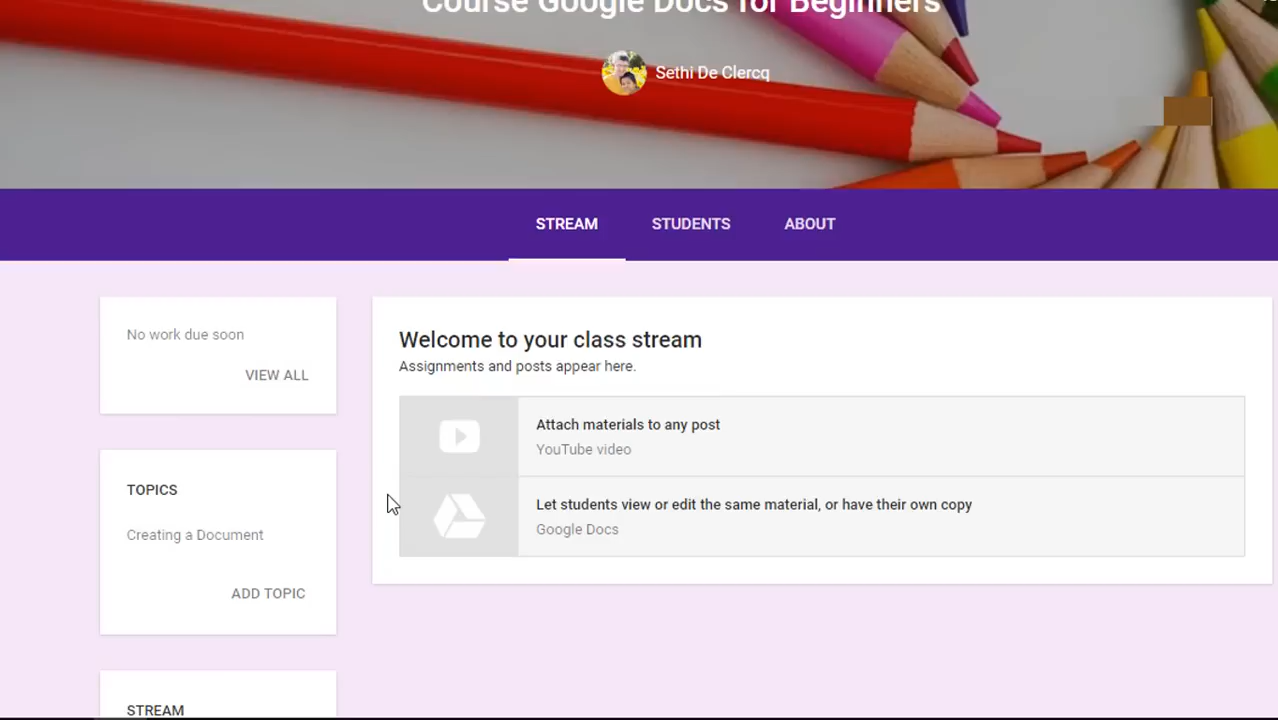 Course Google Docs for Beginners
Sethi De Clercq
STREAM
STUDENTS
ABOUT
No work due soon
VIEW ALL
TOPICS
Creating a Document
ADD TOPIC
STREAM
Welcome to your class stream
Assignments and posts appear here.
Attach materials to any post
YouTube video
Let students view or edit the same material, or have their own copy
Google Docs